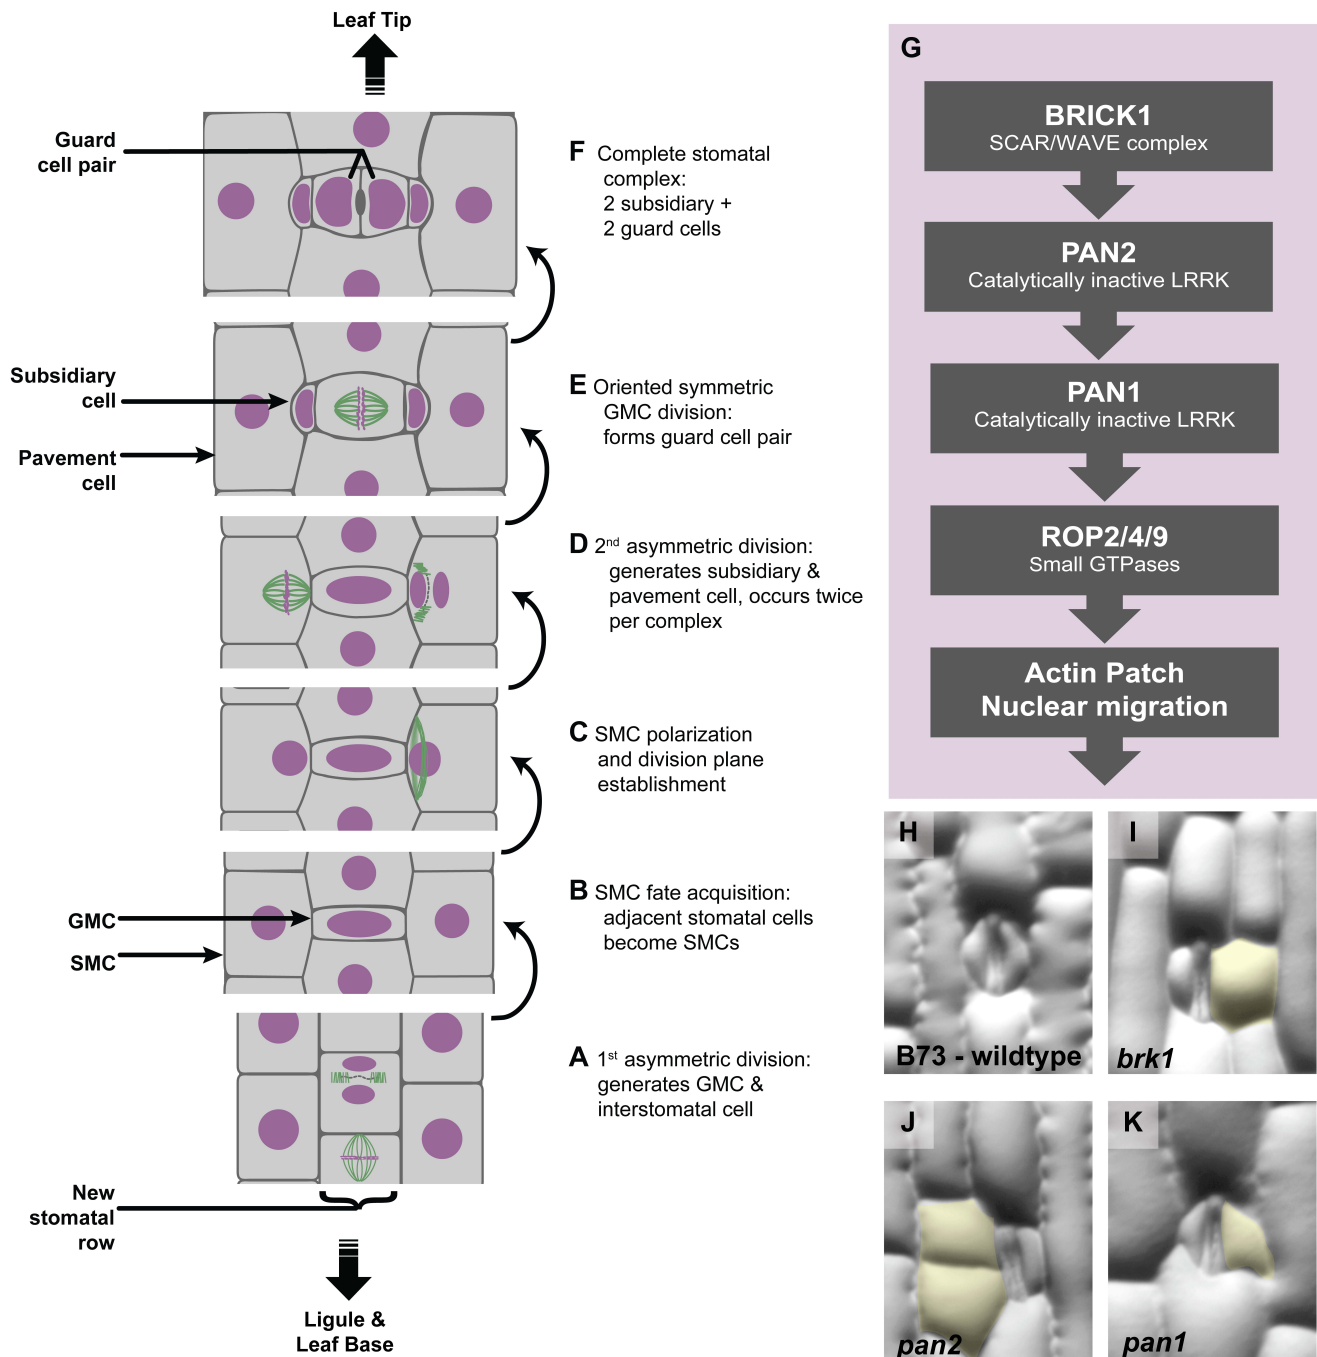 Leaf Tip
Guard
cell pair
F Complete stomatal
complex:
2 subsidiary +
2 guard cells
Subsidiary
cell
Pavement
cell
E Oriented symmetric
GMC division:
forms guard cell pair
D 2nd asymmetric division:
generates subsidiary &
pavement cell, occurs twice
per complex
C SMC polarization
and division plane
establishment
GMC
SMC
B SMC fate acquisition:
adjacent stomatal cells
become SMCs
A 1st asymmetric division:
generates GMC &
interstomatal cell
New
stomatal
row
Ligule &
Leaf Base
G
BRICK1
SCAR/WAVE complex
PAN2
Catalytically inactive LRRK
PAN1
Catalytically inactive LRRK
ROP2/4/9
Small GTPases
Actin Patch
Nuclear migration
H
B73 - wildtype
I
brk1
J
pan2
K
pan1